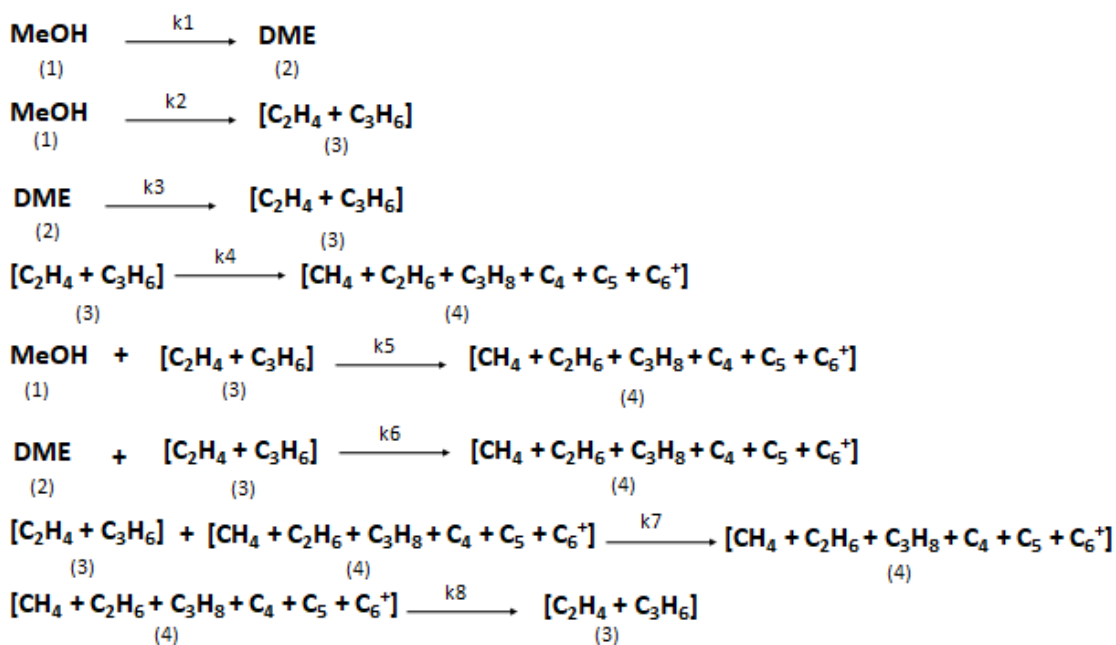 k1
MeOH DME
(1) (2)
k2
MeOH [C₂H₄ + C₃H₆]
(1) (3)
k3
DME [C₂H₄ + C₃H₆]
(2) (3)
k4
[C₂H₄ + C₃H₆] [CH₄ + C₂H₆ + C₃H₈ + C₄ + C₅ + C₆⁺]
(3) (4)
k5
MeOH + [C₂H₄ + C₃H₆] [CH₄ + C₂H₆ + C₃H₈ + C₄ + C₅ + C₆⁺]
(1) (3) (4)
k6
DME + [C₂H₄ + C₃H₆] [CH₄ + C₂H₆ + C₃H₈ + C₄ + C₅ + C₆⁺]
(2) (3) (4)
k7
[C₂H₄ + C₃H₆] + [CH₄ + C₂H₆ + C₃H₈ + C₄ + C₅ + C₆⁺] [CH₄ + C₂H₆ + C₃H₈ + C₄ + C₅ + C₆⁺]
(3) (4) (4)
k8
[CH₄ + C₂H₆ + C₃H₈ + C₄ + C₅ + C₆⁺] [C₂H₄ + C₃H₆]
(4) (3)